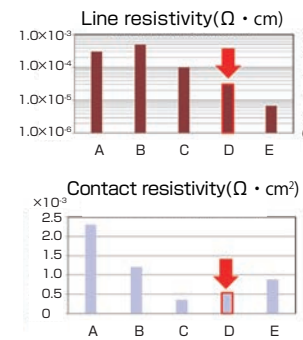 Line resistivity(Ω・cm)
1.0×10-³
1.0×10-⁴
1.0×10-⁵
1.0×10-⁶
A B C D E
Contact resistivity(Ω・cm²)
×10-³
2.5
2.0
1.5
1.0
0.5
0
A B C D E